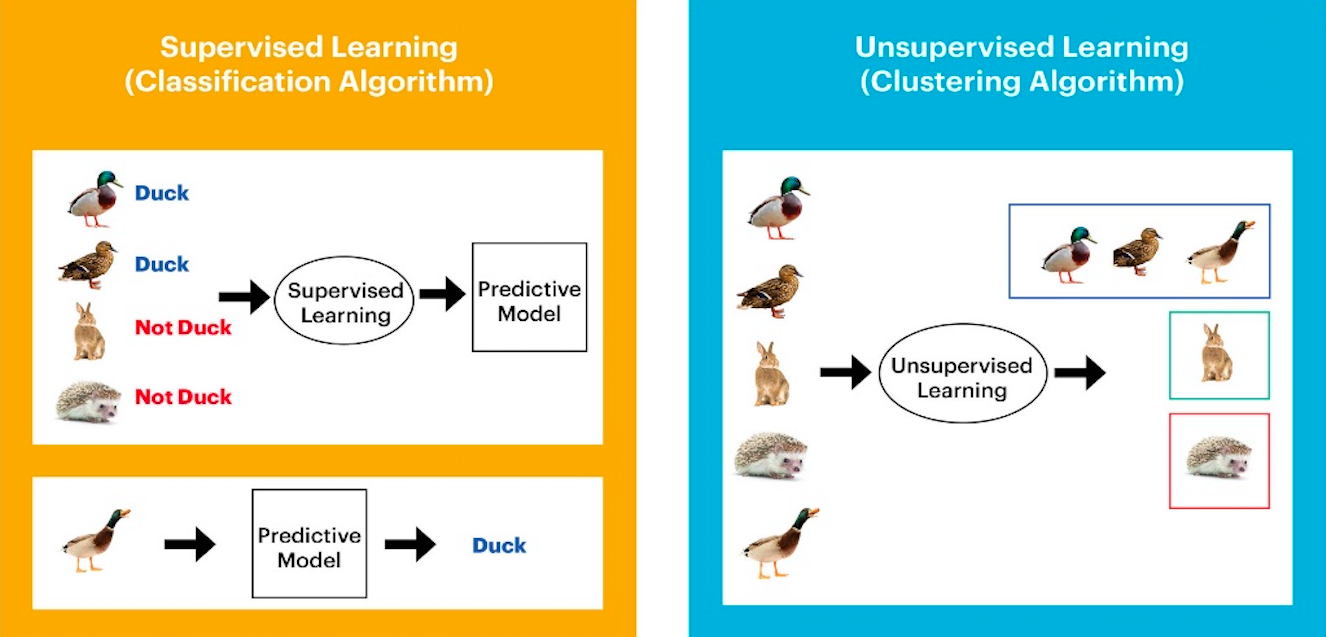 Supervised Learning
(Classification Algorithm)
Duck
Duck
Not Duck
Not Duck
Supervised
Learning
Predictive
Model
Predictive
Model
Duck
Unsupervised Learning
(Clustering Algorithm)
Unsupervised
Learning